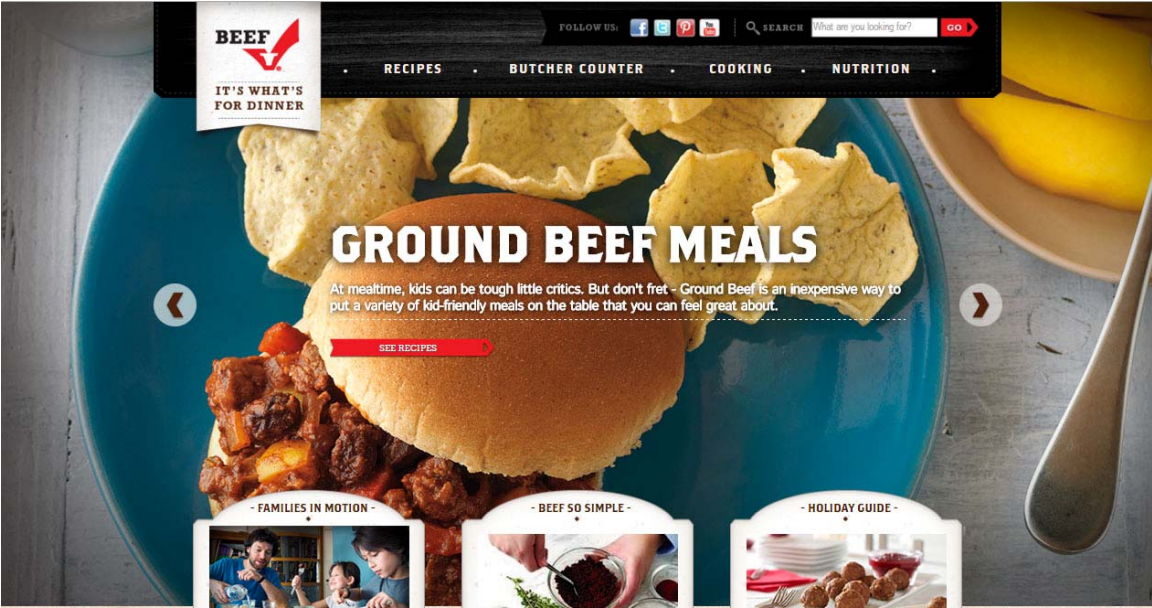 FOLLOW US:
You Tube
SEARCH
What are you looking for?
GO
BEEF
IT'S WHAT'S
FOR DINNER
RECIPES
BUTCHER COUNTER
COOKING
NUTRITION
GROUND BEEF MEALS
At mealtime, kids can be tough little critics. But don't fret - Ground Beef is an inexpensive way to
put a variety of kid-friendly meals on the table that you can feel great about.
SEE RECIPES
- FAMILIES IN MOTION -
- BEEF SO SIMPLE -
- HOLIDAY GUIDE -